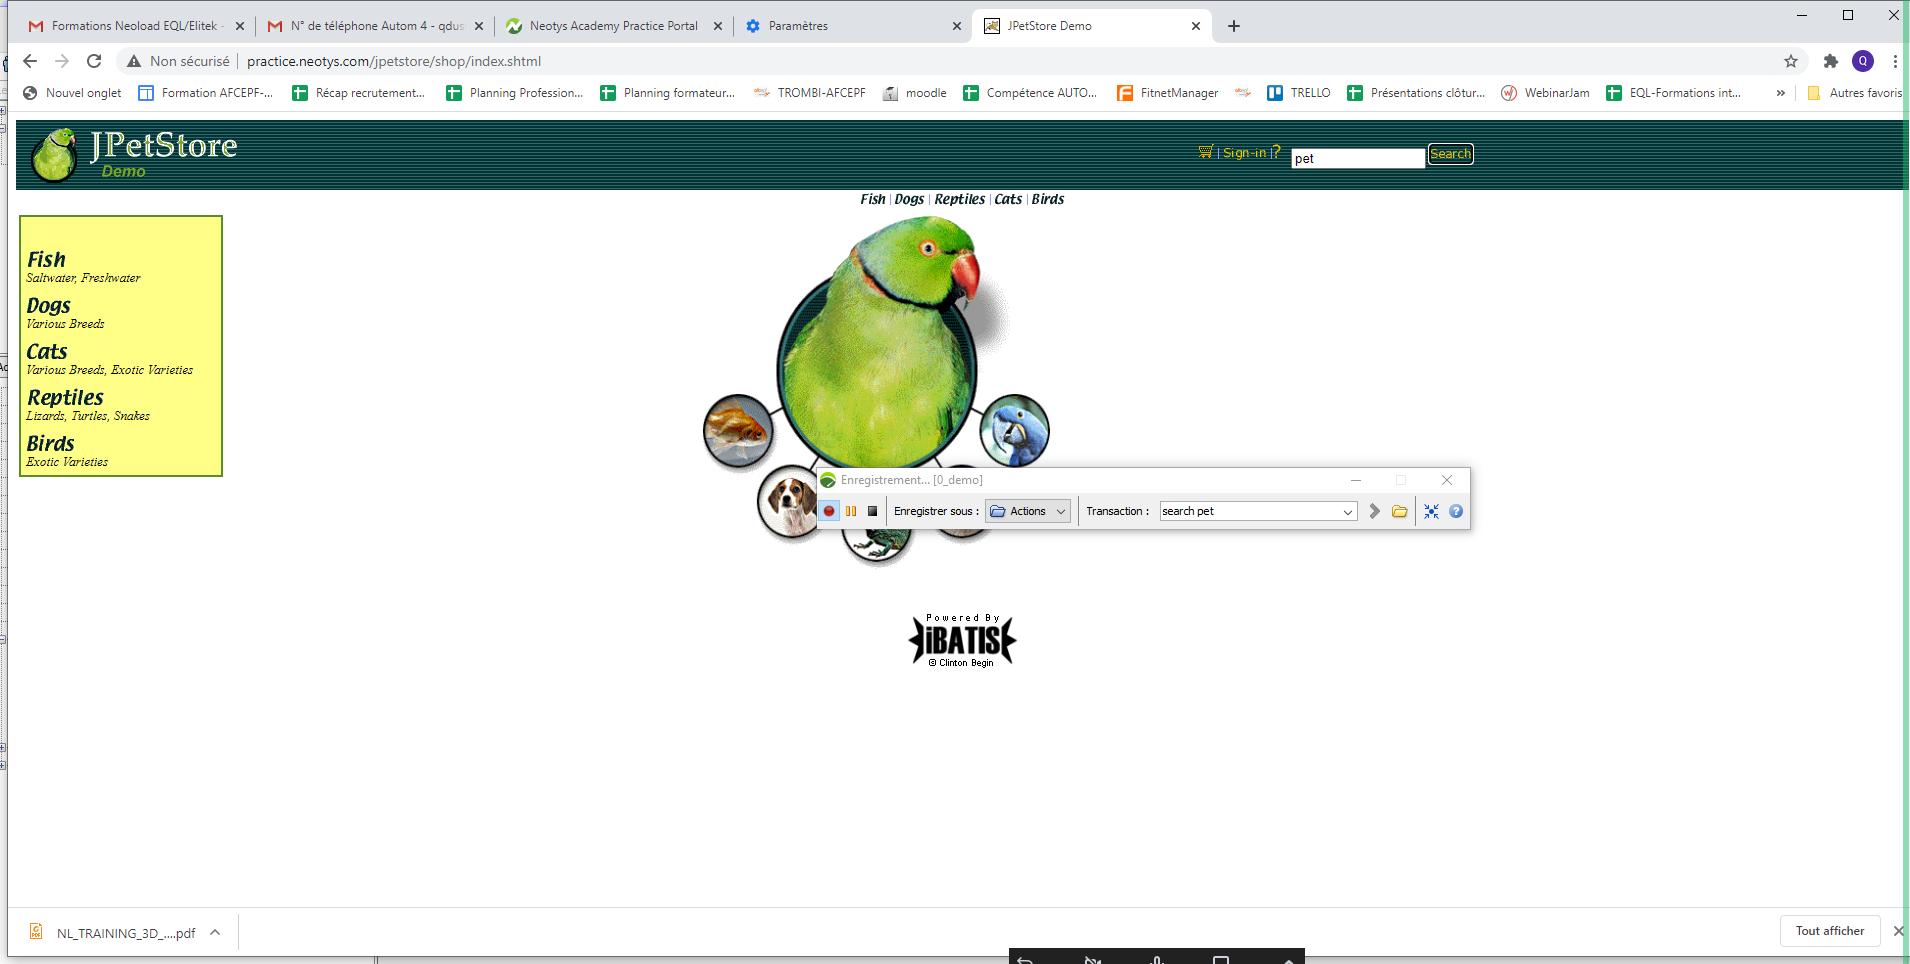 Formations Neoload EQL/Elitek -
N° de téléphone Autom 4 - qdus
Neotys Academy Practice Portal
Paramètres
JPetStore Demo
Non sécurisé
practice.neotys.com/jpetstore/shop/index.shtml
Q
Nouvel onglet
Formation AFCEPF-...
Récap recrutement...
Planning Profession...
Planning formateur...
TROMBI-AFCEPF
moodle
Compétence AUTO...
FitnetManager
TRELLO
Présentations clôtur...
WebinarJam
EQL-Formations int...
»
Autres favoris
JPetStore
Demo
| Sign-in | ?
pet
Search
Fish | Dogs | Reptiles | Cats | Birds
Fish
Saltwater, Freshwater
Dogs
Various Breeds
Cats
Various Breeds, Exotic Varieties
Reptiles
Lizards, Turtles, Snakes
Birds
Exotic Varieties
Enregistrement... [0_demo]
Enregistrer sous :
Actions
Transaction :
search pet
Powered By
iBATIS
© Clinton Begin
NL_TRAINING_3D_....pdf
Tout afficher